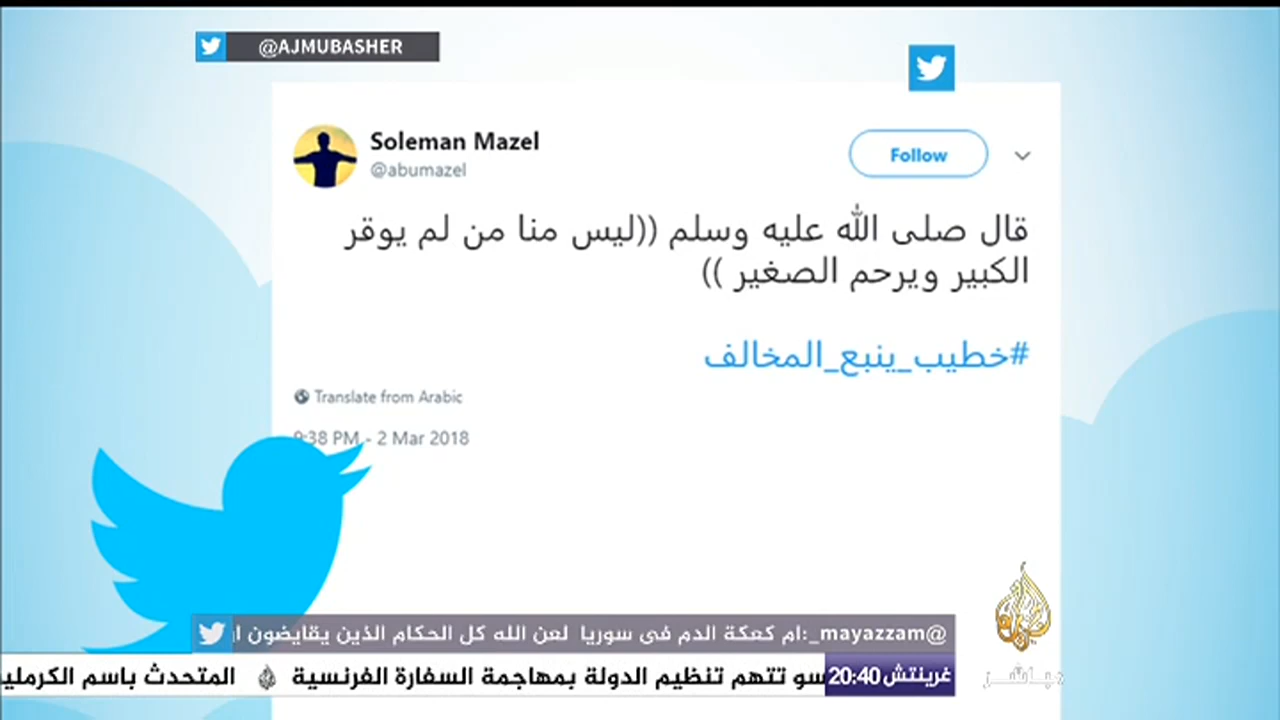 @AJMUBASHER
Soleman Mazel
@abumazel
Follow
قال صلى الله عليه وسلم ((ليس منا من لم يوقر
الكبير ويرحم الصغير ))
#خطيب_ينبع_المخالف
Translate from Arabic
9:38 PM - 2 Mar 2018
@mayazzam_:ام كعكة الدم فى سوريا لعن الله كل الحكام الذين يقايضون
غرينتش 20:40
سو تتهم تنظيم الدولة بمهاجمة السفارة الفرنسية المتحدث باسم الكرملي
مباشر